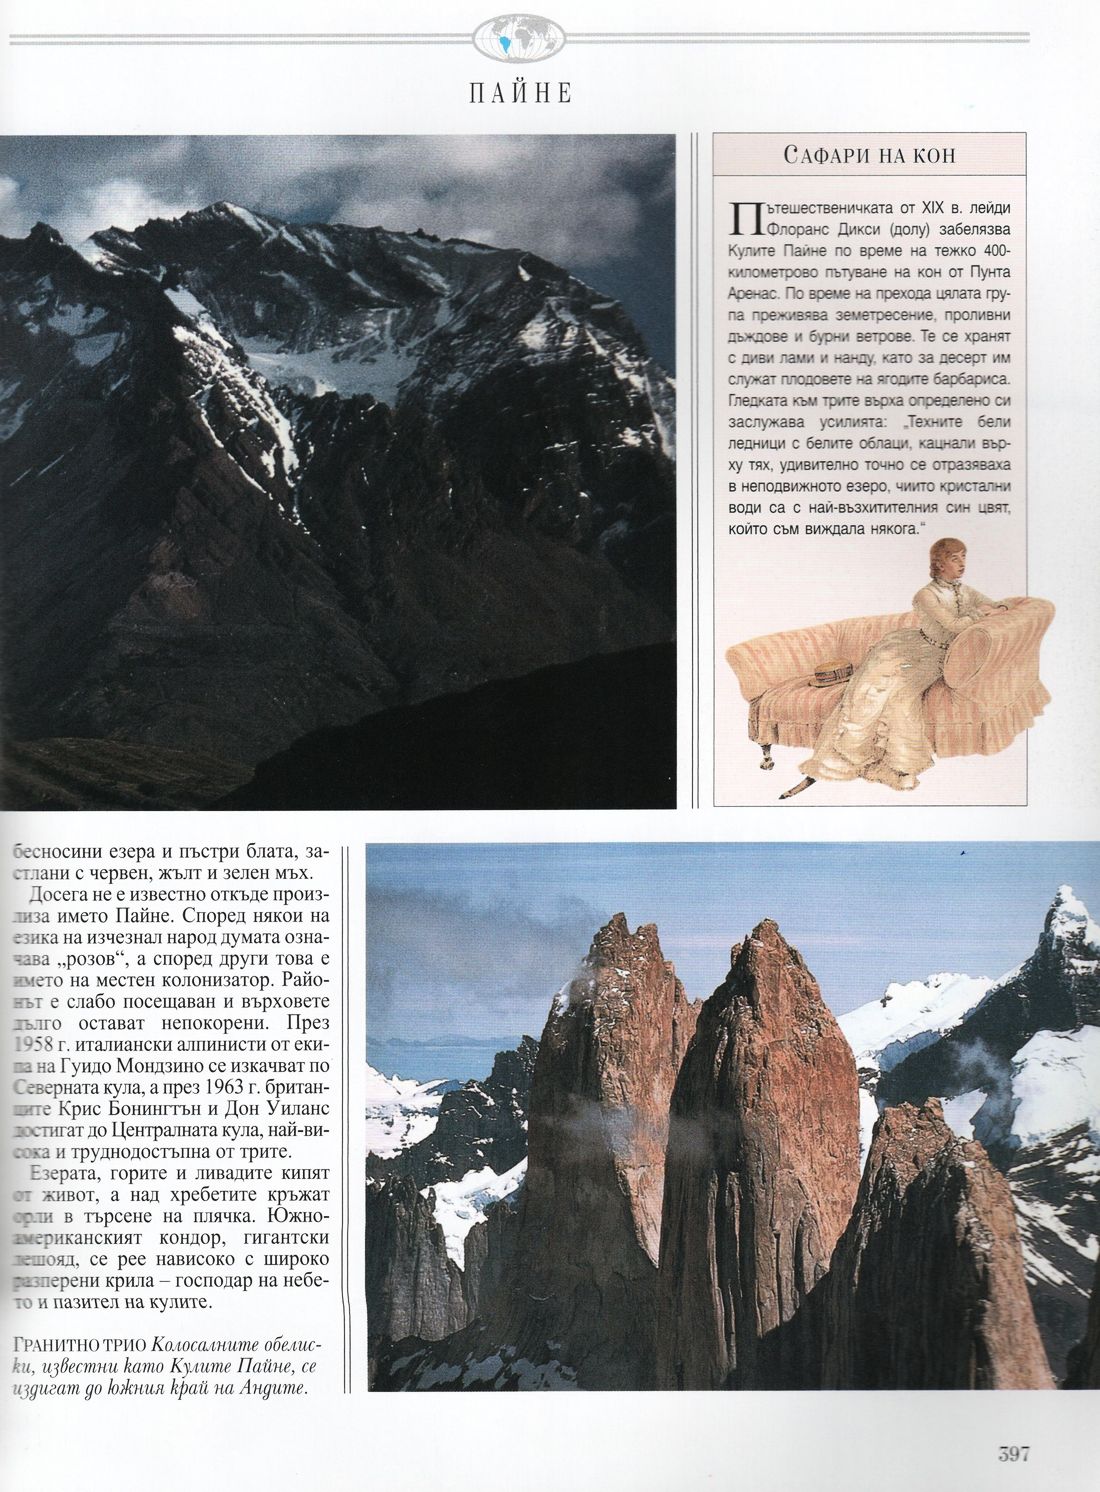 ПАЙНЕ
САФАРИ НА КОН
Пътешественичката от XIX в. лейди
Флоранс Дикси (долу) забелязва
Кулите Пайне по време на тежко 400-
километрово пътуване на кон от Пунта
Аренас. По време на прехода цялата гру-
па преживява земетресение, проливни
дъждове и бурни ветрове. Те се хранят
с диви лами и нанду, като за десерт им
служат плодовете на ягодите барбариса.
Гледката към трите върха определено си
заслужава усилията: „Техните бели
ледници с белите облаци, кацнали вър-
ху тях, удивително точно се отразяваха
в неподвижното езеро, чиито кристални
води са с най-възхитителния син цвят,
който съм виждала някога.“
бесносини езера и пъстри блата, за-
стлани с червен, жълт и зелен мъх.
Досега не е известно откъде произ-
лиза името Пайне. Според някои на
езика на изчезнал народ думата озна-
чава „розов“, а според други това е
името на местен колонизатор. Райо-
нът е слабо посещаван и върховете
дълго остават непокорени. През
1958 г. италиански алпинисти от еки-
па на Гуидо Мондзино се изкачват по
Северната кула, а през 1963 г. британ-
ците Крис Бонингтън и Дон Уиланс
достигат до Централната кула, най-ви-
сока и труднодостъпна от трите.
Езерата, горите и ливадите кипят
от живот, а над хребетите кръжат
орли в търсене на плячка. Южно-
американският кондор, гигантски
лешояд, се рее нависоко с широко
разперени крила – господар на небе-
то и пазител на кулите.
ГРАНИТНО ТРИО Колосалните обелис-
ки, известни като Кулите Пайне, се
издигат до южния край на Андите.
397